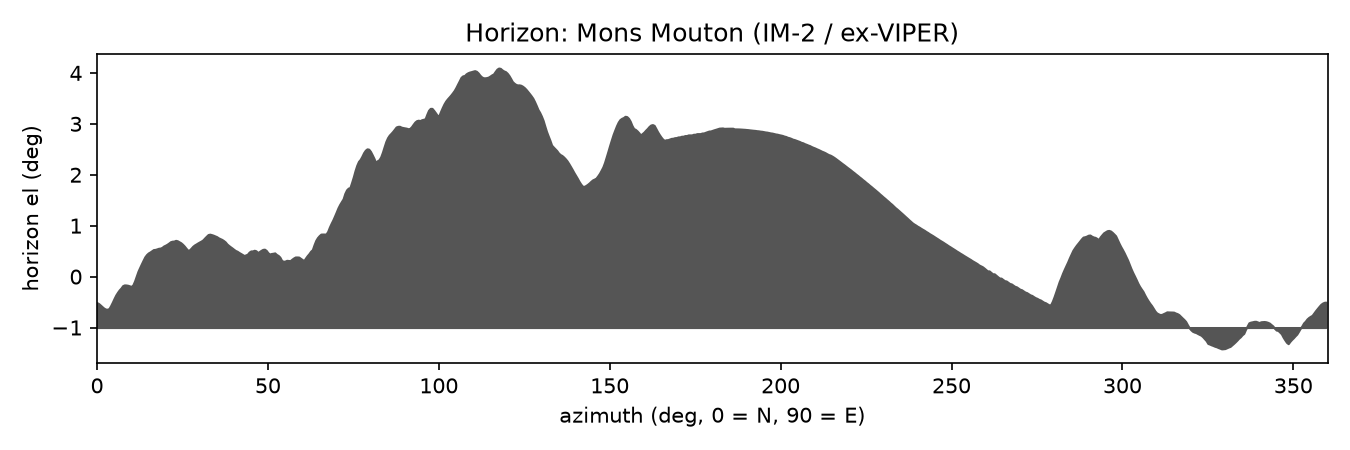 Horizon: Mons Mouton (IM-2 / ex-VIPER)
horizon el (deg)
4
3
2
1
0
−1
0 50 100 150 200 250 300 350
azimuth (deg, 0 = N, 90 = E)